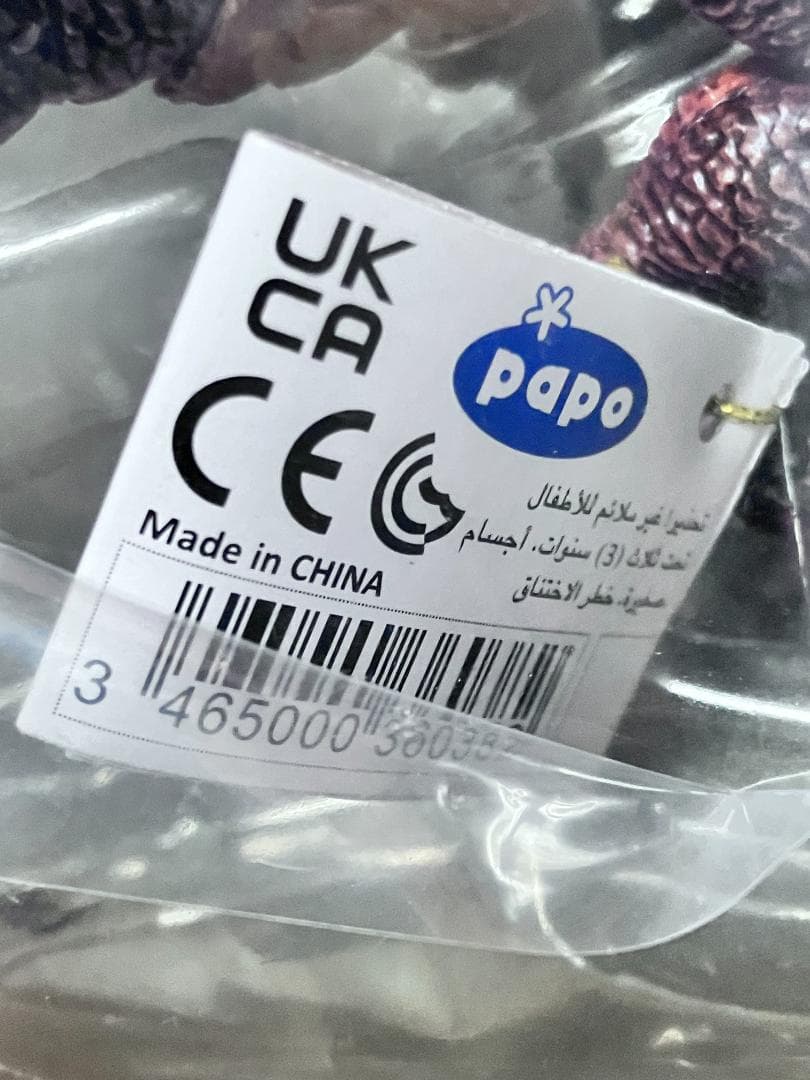 UK
CA
papo
CE
تحذير! غير ملائم للأطفال
تحت ثلاث (3) سنوات. أجسام
صغيرة. خطر الاختناق
Made in CHINA
3 465000